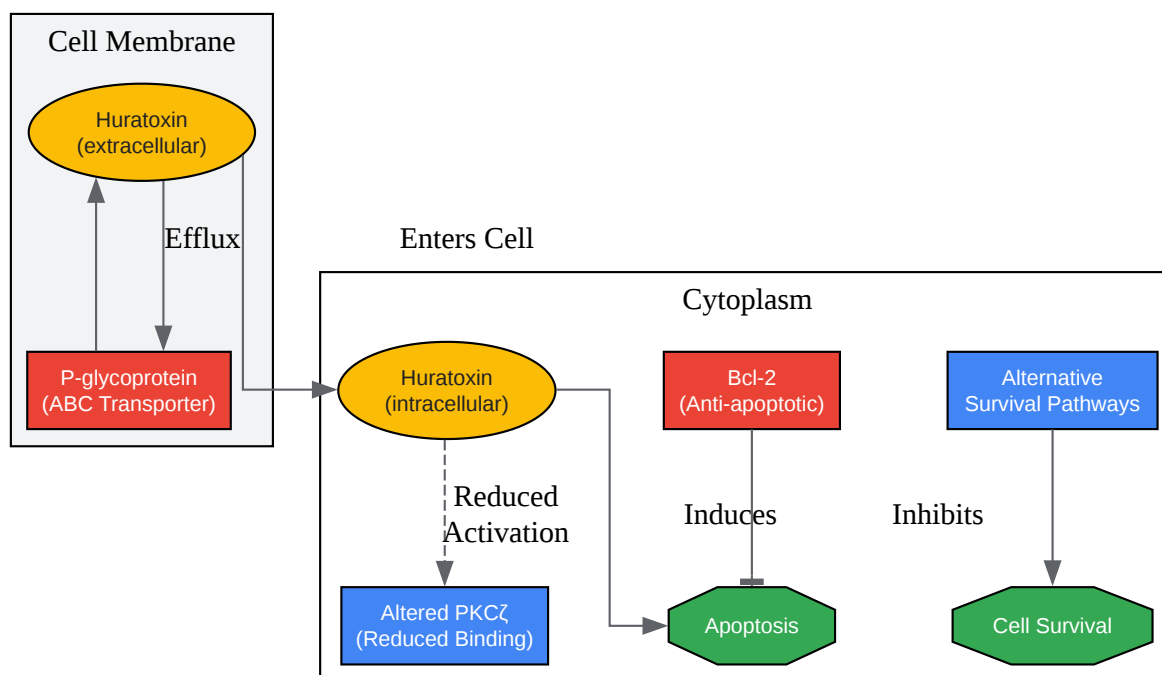 Cell Membrane
Huratoxin
(extracellular)
Efflux
Enters Cell
Cytoplasm
P-glycoprotein
(ABC Transporter)
Huratoxin
(intracellular)
Bcl-2
(Anti-apoptotic)
Alternative
Survival Pathways
Reduced
Activation
Induces
Inhibits
Altered PKCζ
(Reduced Binding)
Apoptosis
Cell Survival